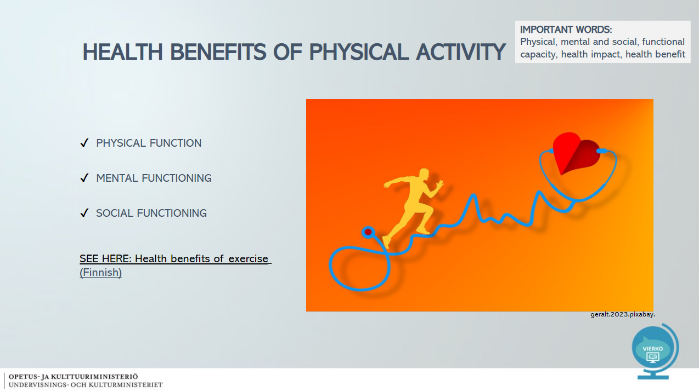 IMPORTANT WORDS:
Physical, mental and social, functional
capacity, health impact, health benefit
HEALTH BENEFITS OF PHYSICAL ACTIVITY
✓ PHYSICAL FUNCTION
✓ MENTAL FUNCTIONING
✓ SOCIAL FUNCTIONING
SEE HERE: Health benefits of exercise
(Finnish)
geralt.2023.pixabay.
VIERKO
OPETUS- JA KULTTUURIMINISTERIÖ
UNDERVISNINGS- OCH KULTURMINISTERIET